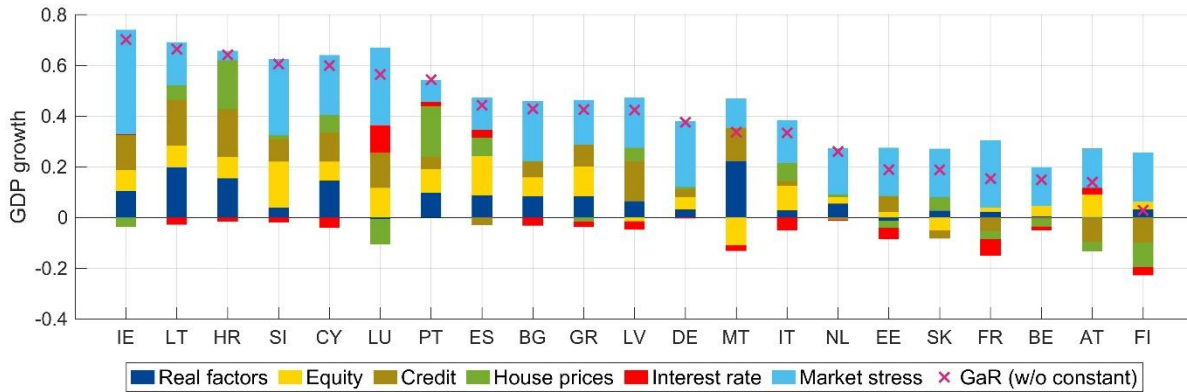 0.8
0.6
0.4
0.2
0
-0.2
-0.4
GDP growth
IE LT HR SI CY LU PT ES BG GR LV DE MT IT NL EE SK FR BE AT FI
Real factors Equity Credit House prices Interest rate Market stress GaR (w/o constant)